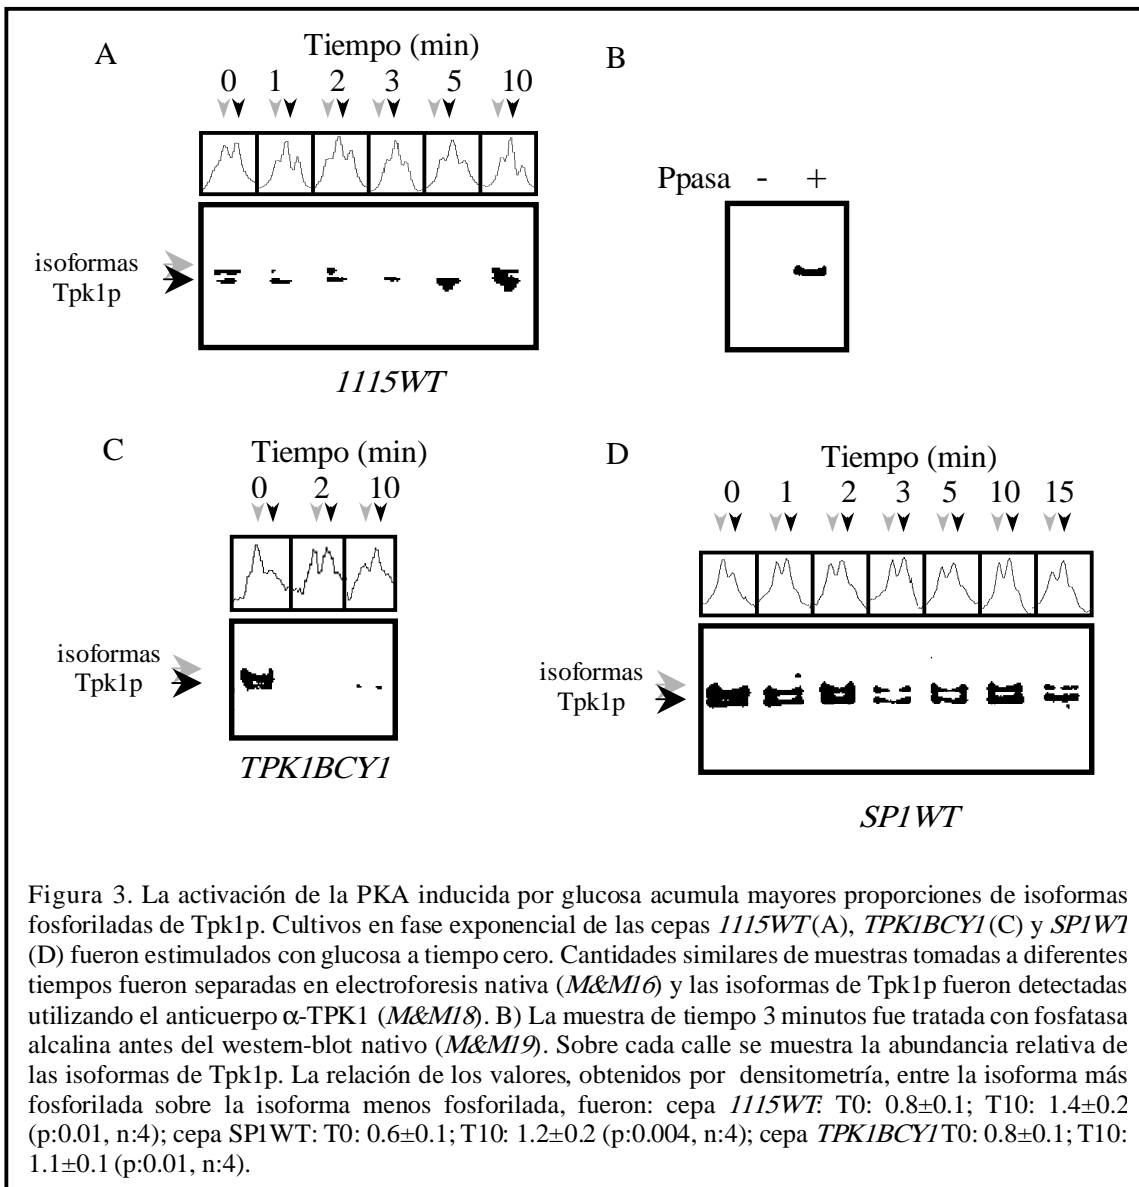 A
Tiempo (min)
0 1 2 3 5 10
isoformas
Tpk1p
1115WT
B
Ppasa - +
C
Tiempo (min)
0 2 10
isoformas
Tpk1p
TPK1BCY1
D
Tiempo (min)
0 1 2 3 5 10 15
isoformas
Tpk1p
SP1WT
Figura 3. La activación de la PKA inducida por glucosa acumula mayores proporciones de isoformas
fosforiladas de Tpk1p. Cultivos en fase exponencial de las cepas 1115WT (A), TPK1BCY1 (C) y SP1WT
(D) fueron estimulados con glucosa a tiempo cero. Cantidades similares de muestras tomadas a diferentes
tiempos fueron separadas en electroforesis nativa (M&M16) y las isoformas de Tpk1p fueron detectadas
utilizando el anticuerpo α-TPK1 (M&M18). B) La muestra de tiempo 3 minutos fue tratada con fosfatasa
alcalina antes del western-blot nativo (M&M19). Sobre cada calle se muestra la abundancia relativa de
las isoformas de Tpk1p. La relación de los valores, obtenidos por densitometría, entre la isoforma más
fosforilada sobre la isoforma menos fosforilada, fueron: cepa 1115WT: T0: 0.8±0.1; T10: 1.4±0.2
(p:0.01, n:4); cepa SP1WT: T0: 0.6±0.1; T10: 1.2±0.2 (p:0.004, n:4); cepa TPK1BCY1 T0: 0.8±0.1; T10:
1.1±0.1 (p:0.01, n:4).